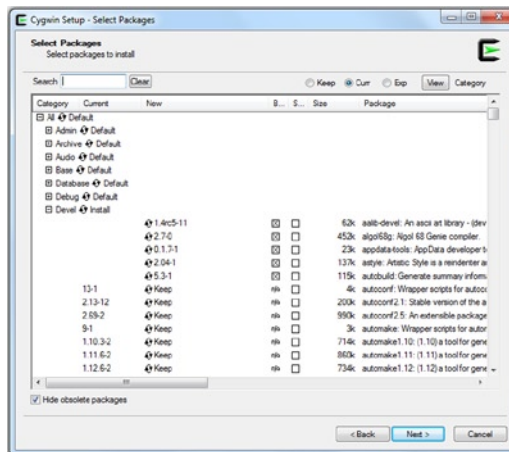 Cygwin Setup - Select Packages
Select Packages
Select packages to install
Search Clear Keep Curr Exp View Category
Category Current New B... S... Size Package
All Default
Admin Default
Archive Default
Audio Default
Base Default
Database Default
Debug Default
Devel Install
1.4rc5-11 62k aalib-devel: An ascii art library - (dev
2.7-0 452k algol68g: Algol 68 Genie compiler.
0.1.7-1 23k appdata-tools: AppData developer t
2.04-1 137k astyle: Artistic Style is a reindenter a
5.3-1 115k autobuild: Generate summary inform
13-1 Keep n/a 4k autoconf: Wrapper scripts for autoc
2.13-12 Keep n/a 200k autoconf2.1: Stable version of the a
2.69-2 Keep n/a 990k autoconf2.5: An extensible package
9-1 Keep n/a 3k automake: Wrapper scripts for autor
1.10.3-2 Keep n/a 714k automake1.10: (1.10) a tool for gene
1.11.6-2 Keep n/a 860k automake1.11: (1.11) a tool for gene
1.12.6-2 Keep n/a 734k automake1.12: (1.12) a tool for gene
Hide obsolete packages
< Back Next > Cancel